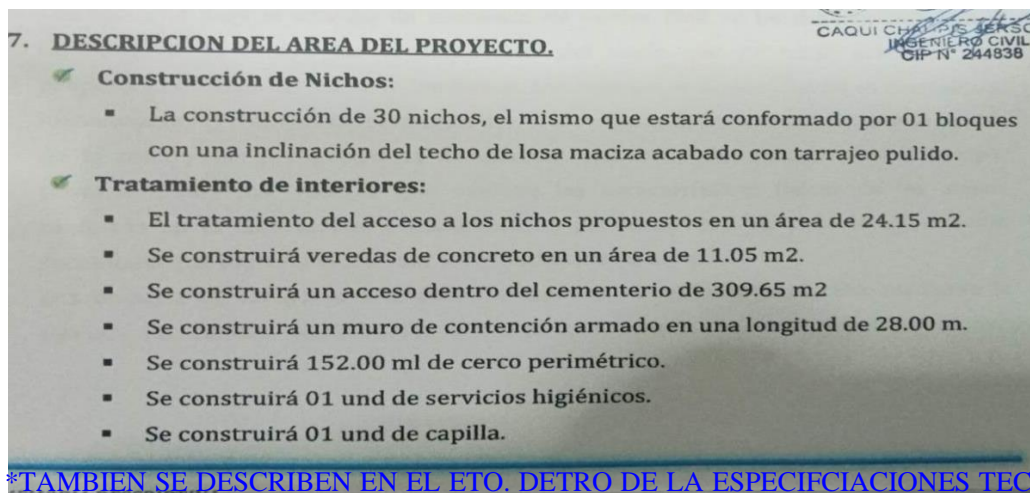 7. DESCRIPCION DEL AREA DEL PROYECTO.
CAQUI
INGENIERO CIVIL
CIP N° 244838
Construcción de Nichos:
▪ La construcción de 30 nichos, el mismo que estará conformado por 01 bloques
con una inclinación del techo de losa maciza acabado con tarrajeo pulido.
Tratamiento de interiores:
▪ El tratamiento del acceso a los nichos propuestos en un área de 24.15 m2.
▪ Se construirá veredas de concreto en un área de 11.05 m2.
▪ Se construirá un acceso dentro del cementerio de 309.65 m2
▪ Se construirá un muro de contención armado en una longitud de 28.00 m.
▪ Se construirá 152.00 ml de cerco perimétrico.
▪ Se construirá 01 und de servicios higiénicos.
▪ Se construirá 01 und de capilla.
*TAMBIEN SE DESCRIBEN EN EL ETO. DETRO DE LA ESPECIFCIACIONES TEC